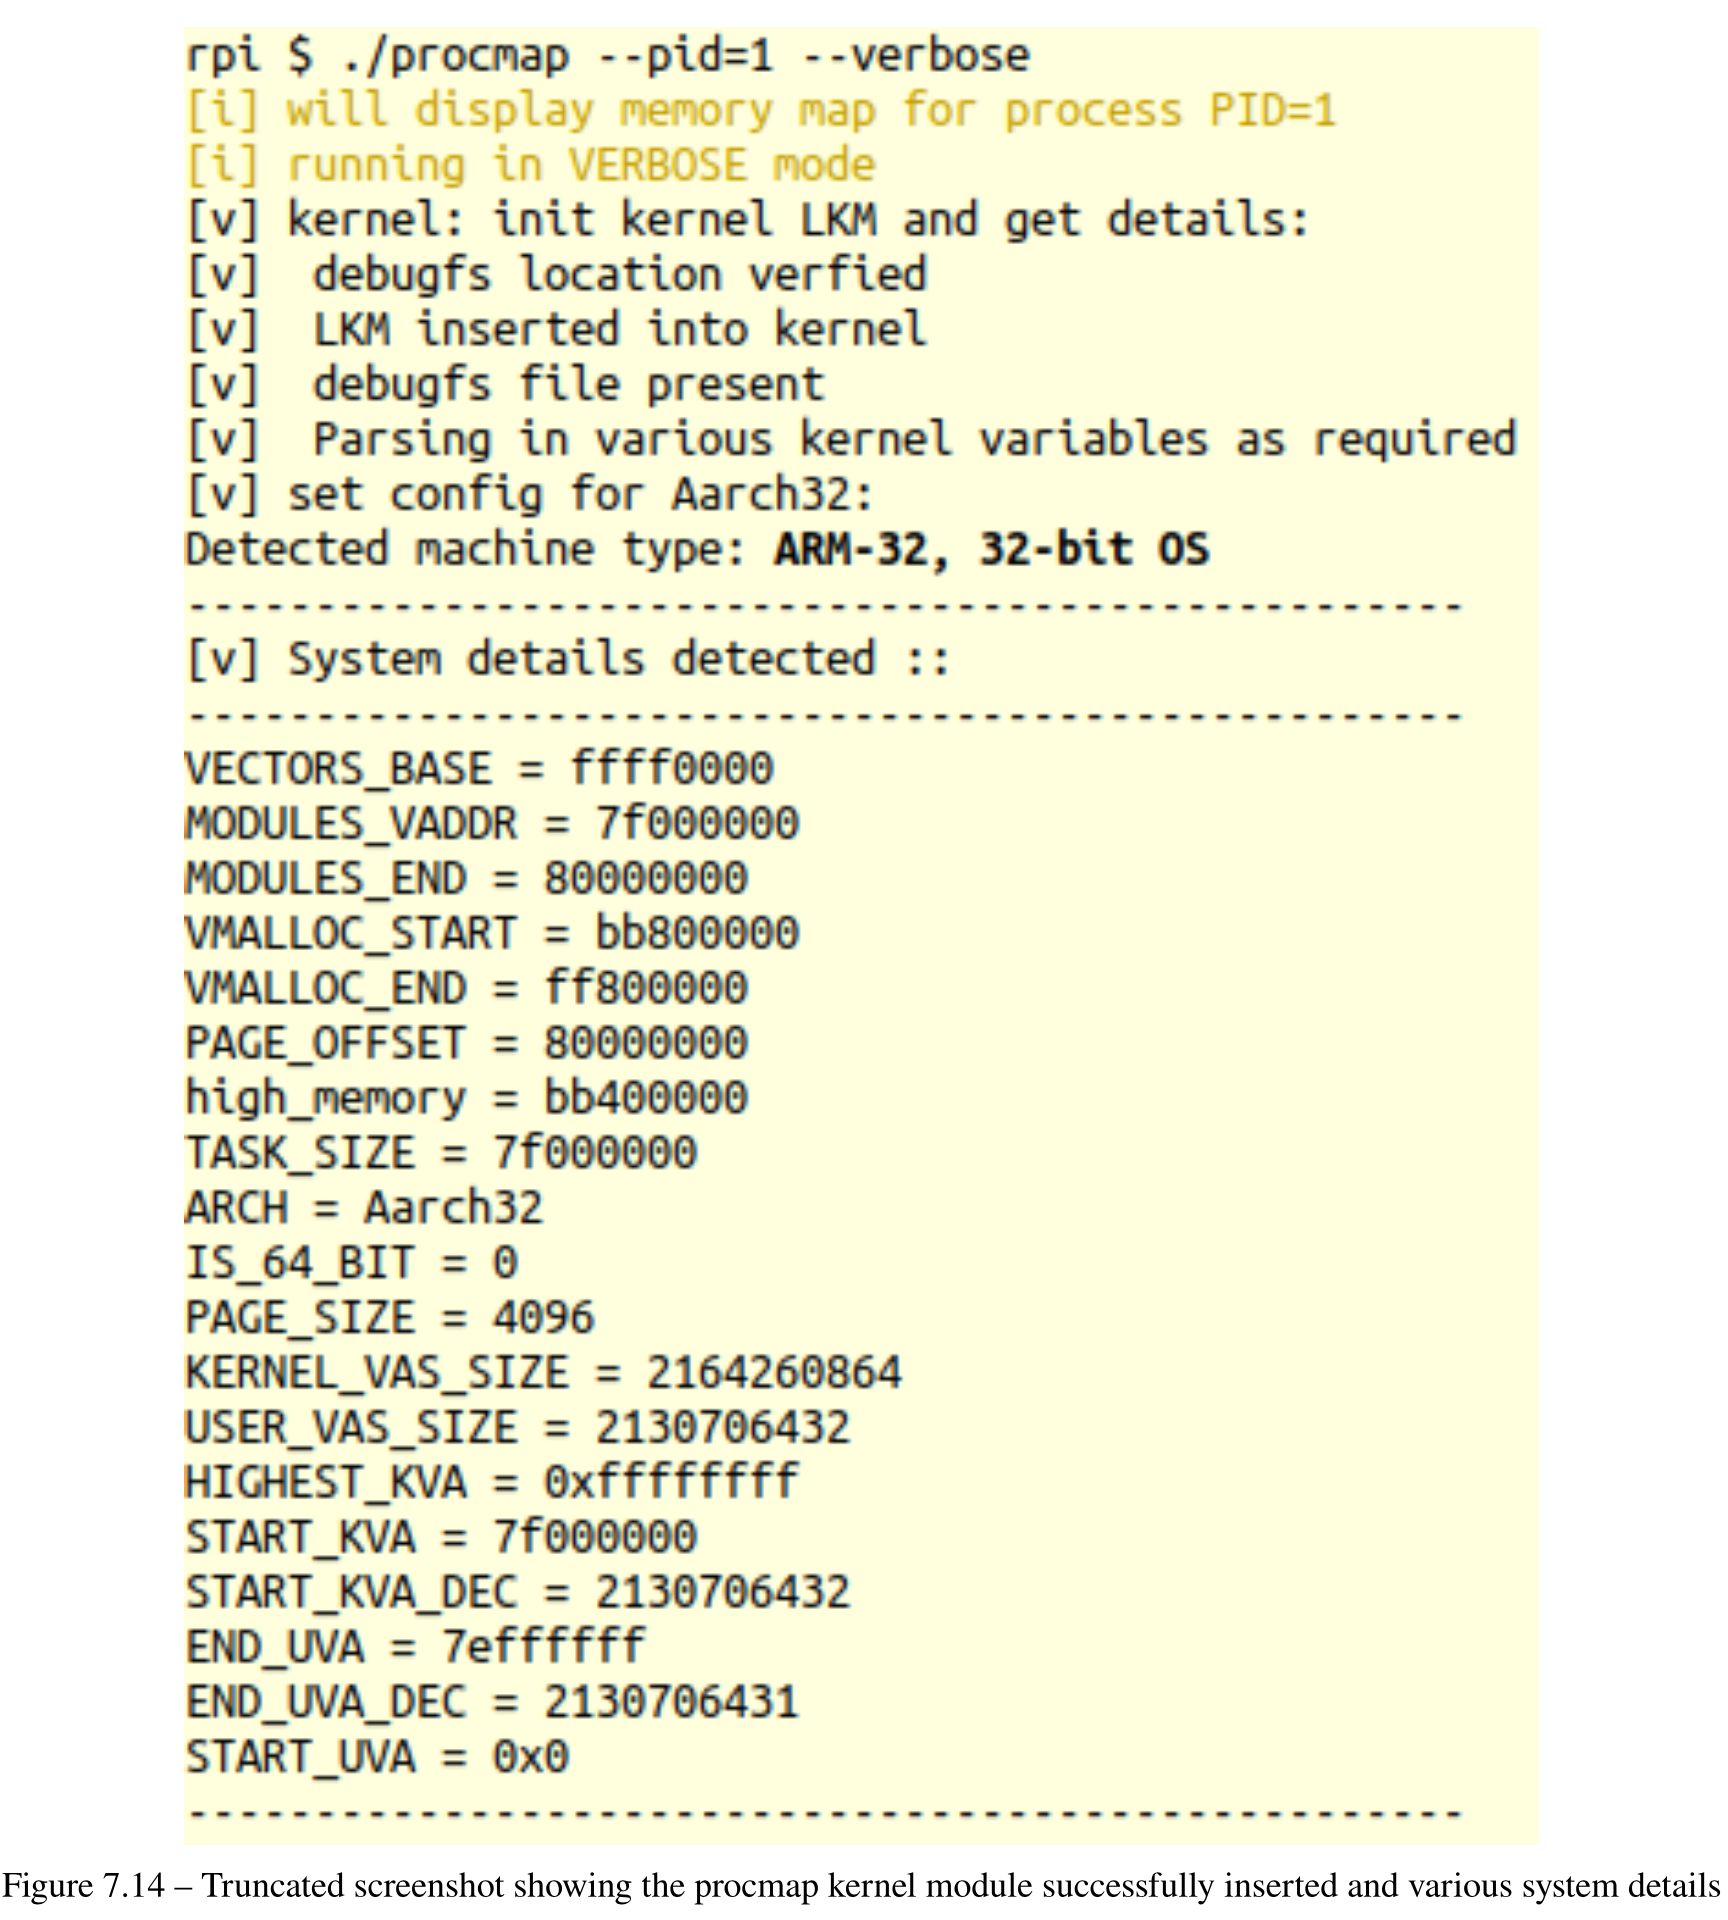 rpi $ ./procmap --pid=1 --verbose
[i] will display memory map for process PID=1
[i] running in VERBOSE mode
[v] kernel: init kernel LKM and get details:
[v]  debugfs location verfied
[v]  LKM inserted into kernel
[v]  debugfs file present
[v]  Parsing in various kernel variables as required
[v] set config for Aarch32:
Detected machine type: ARM-32, 32-bit OS
--------------------------------------------------
[v] System details detected ::
--------------------------------------------------
VECTORS_BASE = ffff0000
MODULES_VADDR = 7f000000
MODULES_END = 80000000
VMALLOC_START = bb800000
VMALLOC_END = ff800000
PAGE_OFFSET = 80000000
high_memory = bb400000
TASK_SIZE = 7f000000
ARCH = Aarch32
IS_64_BIT = 0
PAGE_SIZE = 4096
KERNEL_VAS_SIZE = 2164260864
USER_VAS_SIZE = 2130706432
HIGHEST_KVA = 0xffffffff
START_KVA = 7f000000
START_KVA_DEC = 2130706432
END_UVA = 7effffff
END_UVA_DEC = 2130706431
START_UVA = 0x0
--------------------------------------------------
Figure 7.14 – Truncated screenshot showing the procmap kernel module successfully inserted and various system details